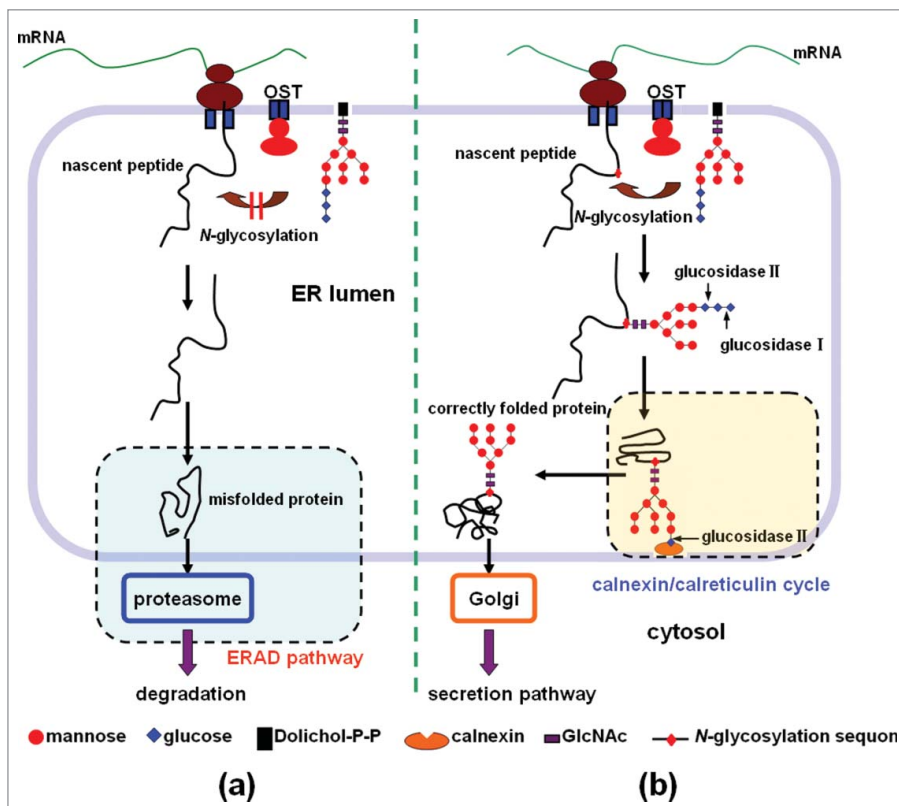 mRNA
OST
nascent peptide
N-glycosylation
ER lumen
misfolded protein
proteasome
ERAD pathway
degradation
mRNA
OST
nascent peptide
N-glycosylation
glucosidase II
glucosidase I
correctly folded protein
glucosidase II
calnexin/calreticulin cycle
Golgi
cytosol
secretion pathway
mannose glucose Dolichol-P-P calnexin GlcNAc N-glycosylation sequon
(a) (b)